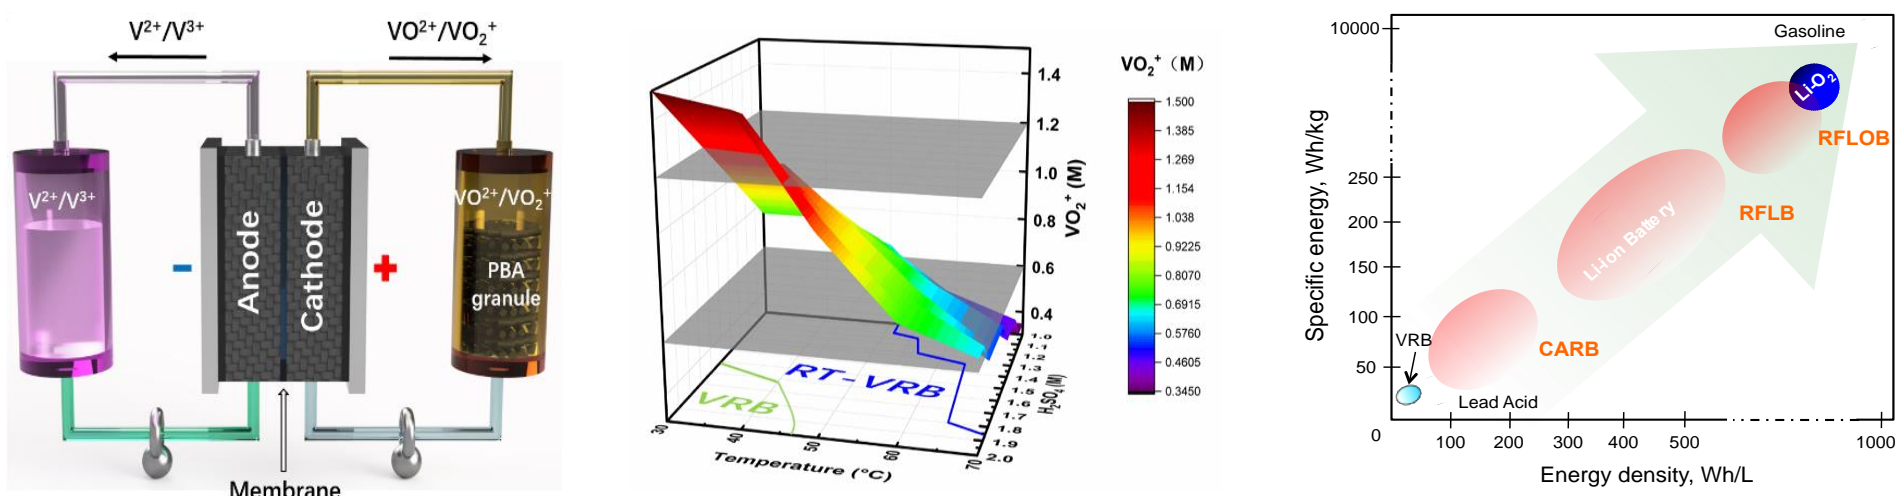 V²⁺/V³⁺
VO²⁺/VO₂⁺
V²⁺/V³⁺
VO²⁺/VO₂⁺
Anode
Cathode
-
+
PBA
granule
Membrane
VO₂⁺ (M)
1.4
1.2
1.0
0.8
0.6
0.4
VO₂⁺ (M)
1.500
1.385
1.269
1.154
1.038
0.9225
0.8070
0.6915
0.5760
0.4605
0.3450
1.0
1.1
1.2
1.3
1.4
1.5
1.6
1.7
1.8
1.9
2.0
H₂SO₄ (M)
RT-VRB
VRB
30
40
50
60
70
Temperature (°C)
10000
250
200
150
100
50
0
Specific energy, Wh/kg
Gasoline
Li-O₂
RFLOB
RFLB
Li-ion Battery
CARB
VRB
Lead Acid
100
200
300
400
500
1000
Energy density, Wh/L